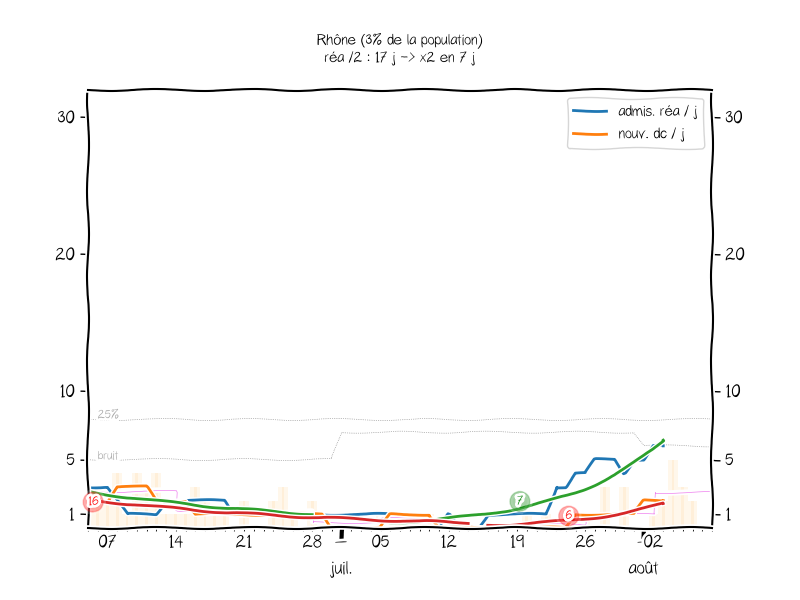 Rhône (3% de la population)
réa /2 : 17 j -> x2 en 7 j
admis. réa / j
nouv. dc / j
30
30
20
20
10
10
25%
bruit
5
5
1
1
16
7
6
07 14 21 28 05 12 19 26 02
juil. août